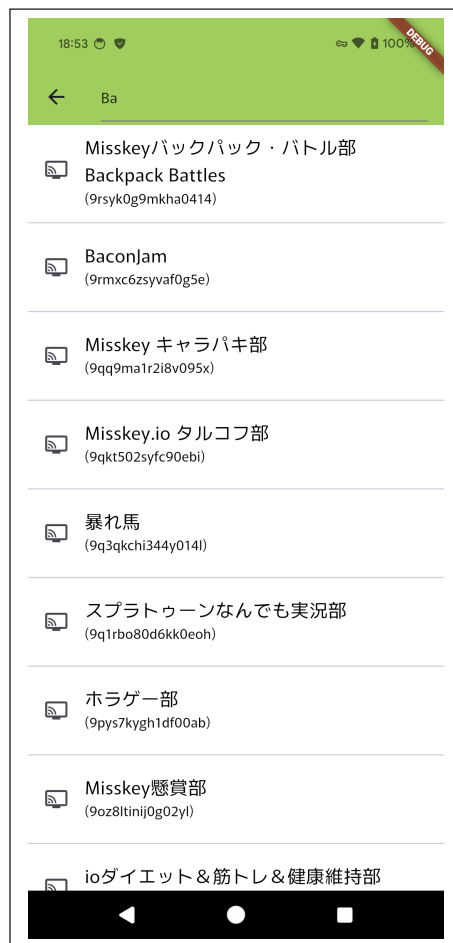 18:53
100%
DEBUG
Ba
Misskeyバックパック・バトル部
Backpack Battles
(9rsyk0g9mkha0414)
BaconJam
(9rmxc6zsyvaf0g5e)
Misskey キャラパキ部
(9qq9ma1r2i8v095x)
Misskey.io タルコフ部
(9qkt502syfc90ebi)
暴れ馬
(9q3qkchi344y014l)
スプラトゥーンなんでも実況部
(9q1rbo80d6kk0eoh)
ホラゲー部
(9pys7kygh1df00ab)
Misskey懸賞部
(9oz8ltinij0g02yl)
ioダイエット＆筋トレ＆健康維持部